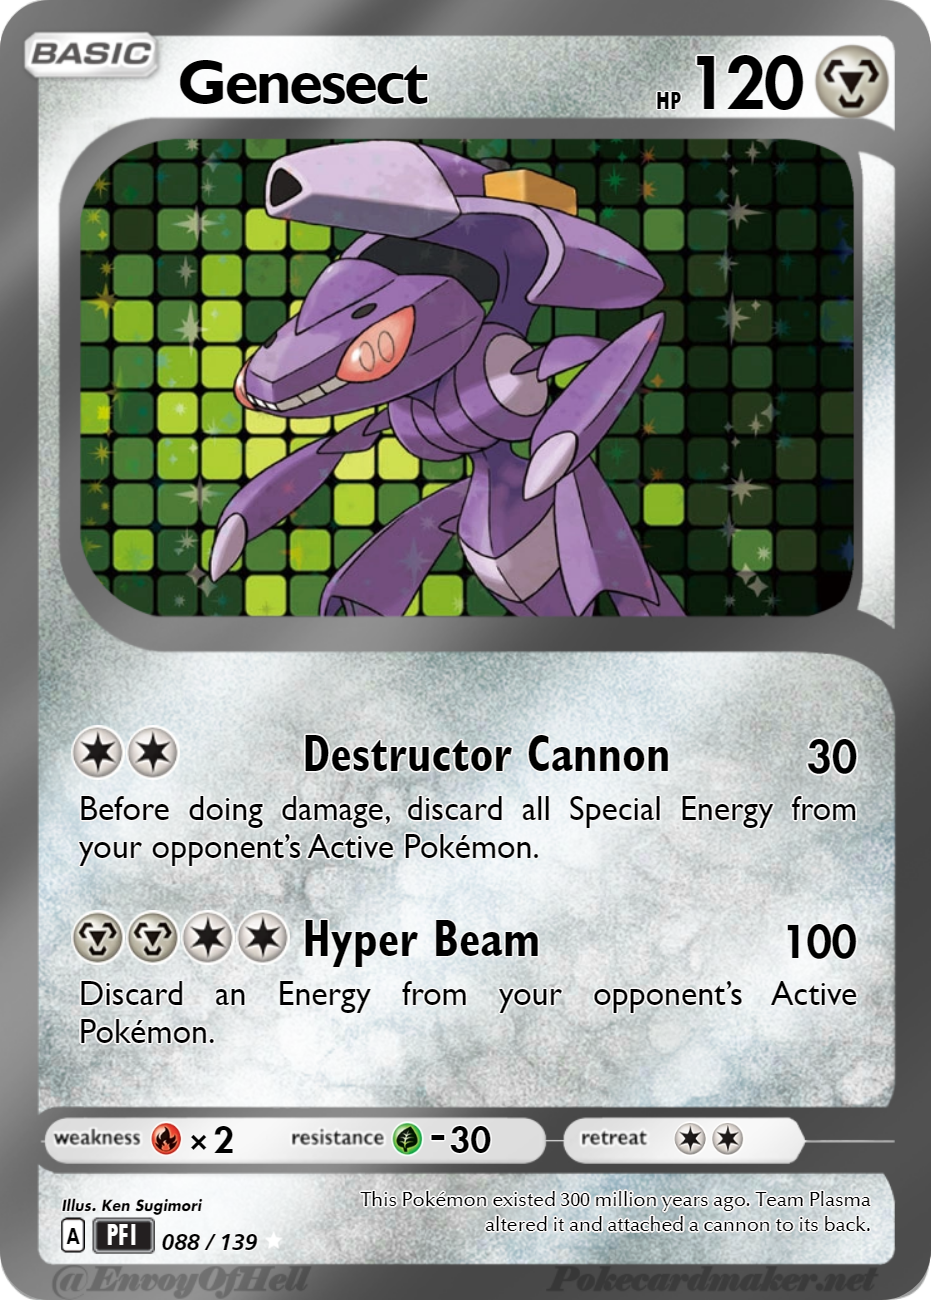 BASIC
Genesect
HP 120
Destructor Cannon 30
Before doing damage, discard all Special Energy from
your opponent's Active Pokémon.
Hyper Beam 100
Discard an Energy from your opponent's Active
Pokémon.
weakness ×2 resistance -30 retreat
Illus. Ken Sugimori
A PFI 088 / 139
This Pokémon existed 300 million years ago. Team Plasma
altered it and attached a cannon to its back.
@EnvoyOfHell Pokecardmaker.net